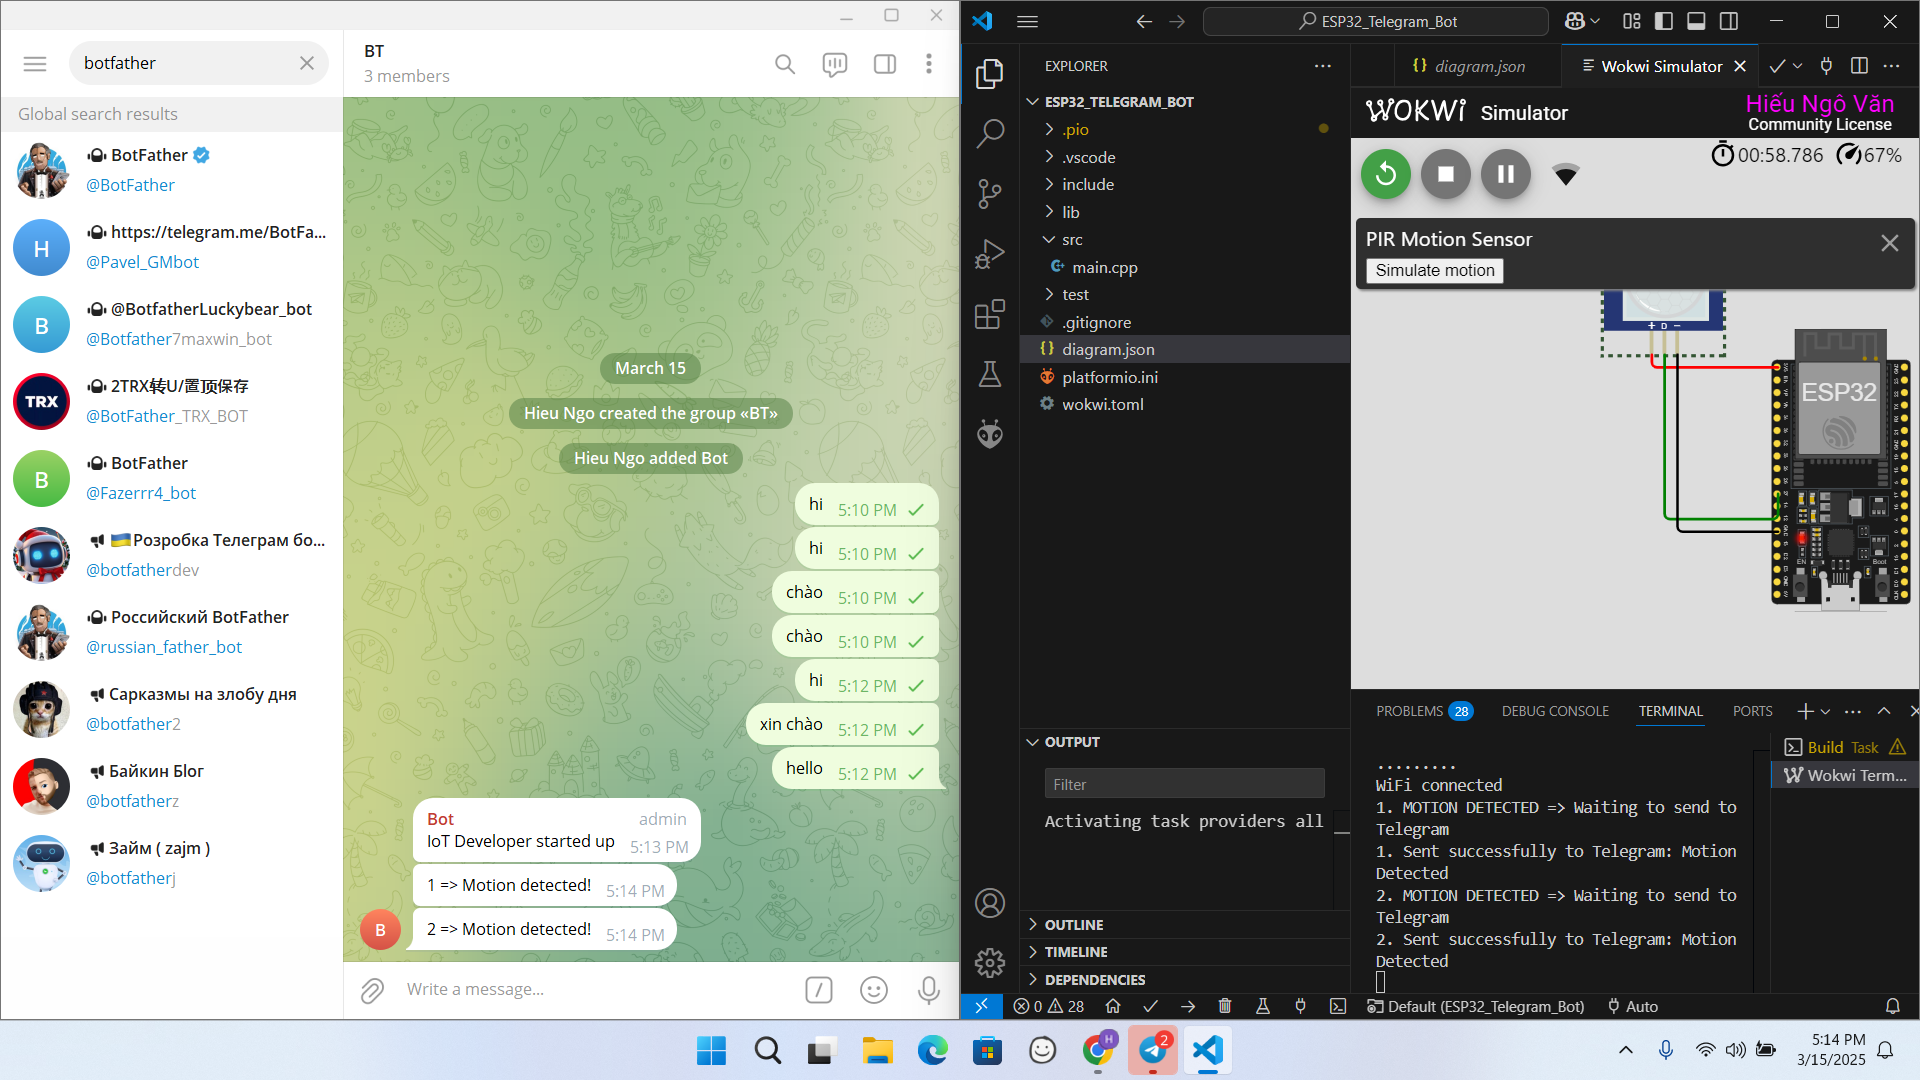 botfather
Global search results
BotFather
@BotFather
H
https://telegram.me/BotFa...
@Pavel_GMbot
B
@BotfatherLuckybear_bot
@Botfather7maxwin_bot
TRX
2TRX转U/置顶保存
@BotFather_TRX_BOT
B
BotFather
@Fazerrr4_bot
Розробка Телеграм бо...
@botfatherdev
Российский BotFather
@russian_father_bot
Сарказмы на злобу дня
@botfather2
Байкин Блог
@botfatherz
Займ ( zajm )
@botfatherj
BT
3 members
March 15
Hieu Ngo created the group «BT»
Hieu Ngo added Bot
hi 5:10 PM
hi 5:10 PM
chào 5:10 PM
chào 5:10 PM
hi 5:12 PM
xin chào 5:12 PM
hello 5:12 PM
Bot admin
IoT Developer started up 5:13 PM
1 => Motion detected! 5:14 PM
B
2 => Motion detected! 5:14 PM
Write a message...
ESP32_Telegram_Bot
EXPLORER
ESP32_TELEGRAM_BOT
.pio
.vscode
include
lib
src
main.cpp
test
.gitignore
diagram.json
platformio.ini
wokwi.toml
OUTPUT
Filter
Activating task providers all
OUTLINE
TIMELINE
DEPENDENCIES
diagram.json
Wokwi Simulator
WOKWi Simulator
Hiếu Ngô Văn
Community License
00:58.786 67%
PIR Motion Sensor
Simulate motion
+ D -
ESP32
EN
Boot
PROBLEMS 28 DEBUG CONSOLE TERMINAL PORTS
.........
WiFi connected
1. MOTION DETECTED => Waiting to send to
Telegram
1. Sent successfully to Telegram: Motion
Detected
2. MOTION DETECTED => Waiting to send to
Telegram
2. Sent successfully to Telegram: Motion
Detected
Build Task
Wokwi Term...
0 28 Default (ESP32_Telegram_Bot) Auto
H
2
5:14 PM
3/15/2025